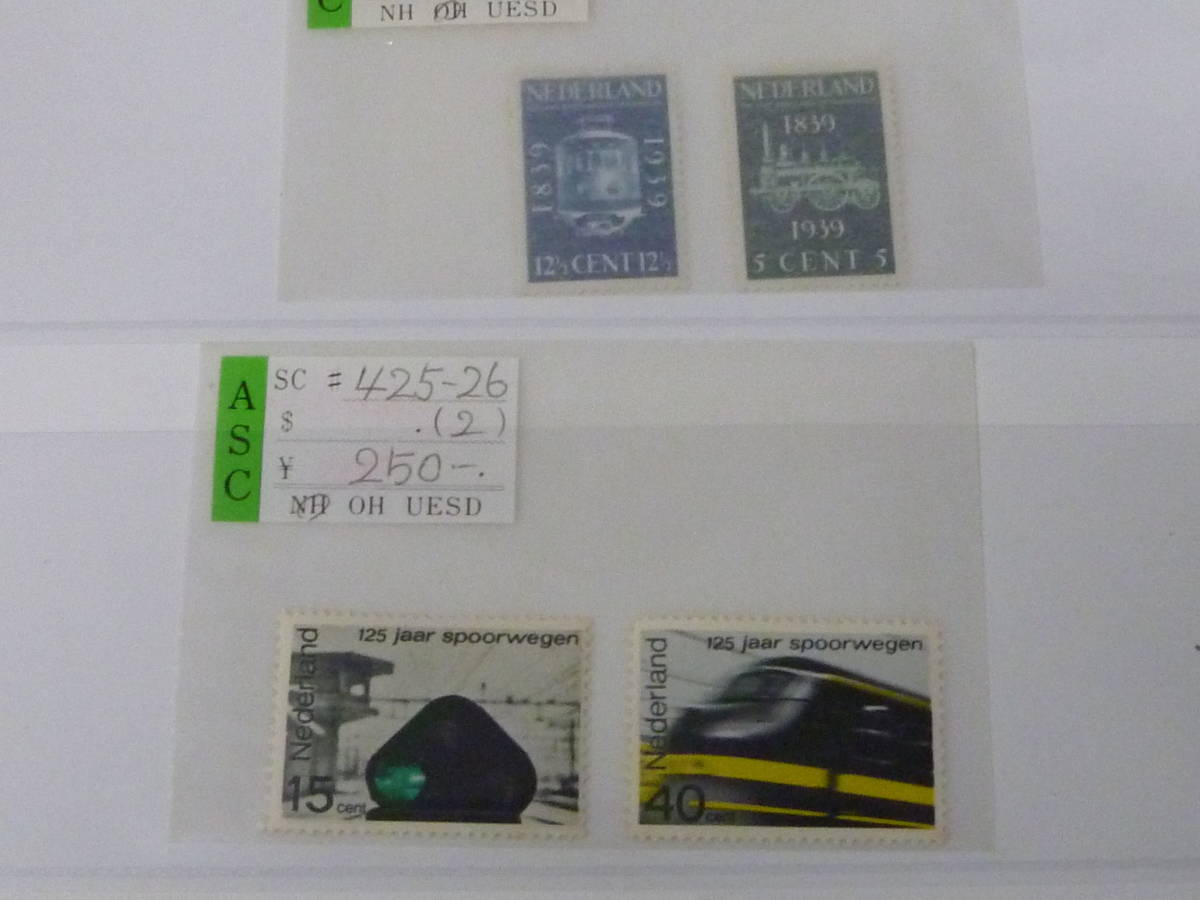 C
NH OH UESD
NEDERLAND
1839
1939
12½ CENT 12½
NEDERLAND
1839
1939
5 CENT 5
ASC
SC # 425-26
$ .(2)
¥ 250-.
NH OH UESD
125 jaar spoorwegen
Nederland
15 cent
125 jaar spoorwegen
Nederland
40 cent